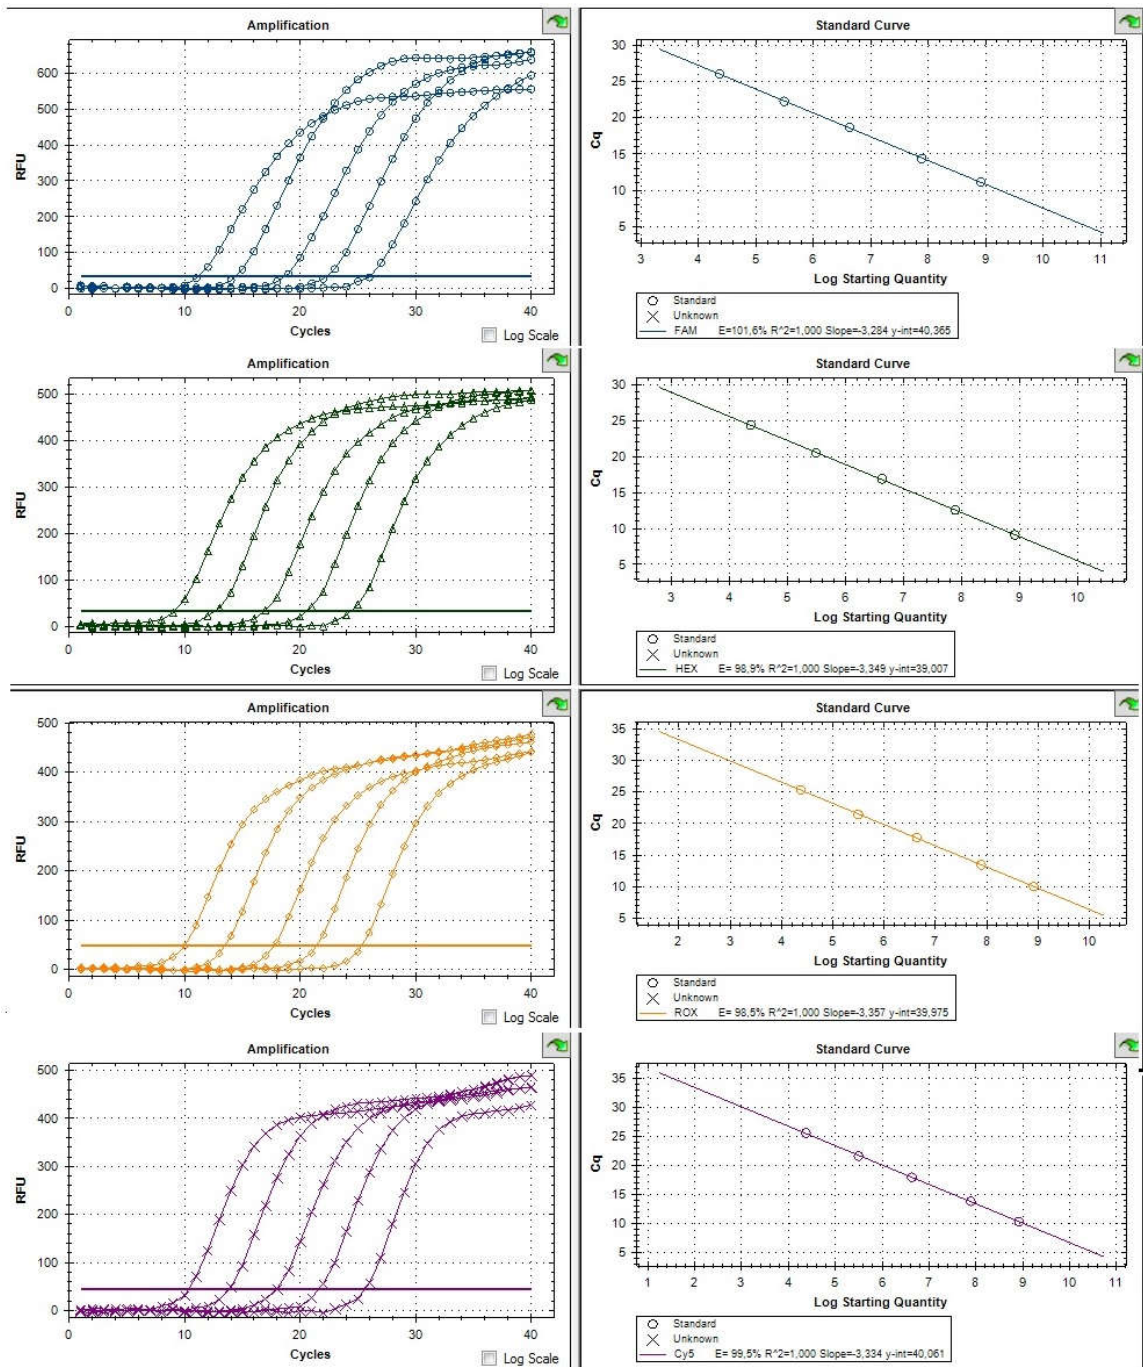 Amplification
RFU
600
500
400
300
200
100
0
0 10 20 30 40
Cycles
Log Scale
Standard Curve
Cq
30
25
20
15
10
5
3 4 5 6 7 8 9 10 11
Log Starting Quantity
Standard
Unknown
FAM E=101,6% R^2=1,000 Slope=-3,284 y-int=40,365
Amplification
RFU
500
400
300
200
100
0
0 10 20 30 40
Cycles
Log Scale
Standard Curve
Cq
30
25
20
15
10
5
3 4 5 6 7 8 9 10
Log Starting Quantity
Standard
Unknown
HEX E= 98,9% R^2=1,000 Slope=-3,349 y-int=39,007
Amplification
RFU
500
400
300
200
100
0
0 10 20 30 40
Cycles
Log Scale
Standard Curve
Cq
35
30
25
20
15
10
5
2 3 4 5 6 7 8 9 10
Log Starting Quantity
Standard
Unknown
ROX E= 98,5% R^2=1,000 Slope=-3,357 y-int=39,975
Amplification
RFU
500
400
300
200
100
0
0 10 20 30 40
Cycles
Log Scale
Standard Curve
Cq
35
30
25
20
15
10
5
1 2 3 4 5 6 7 8 9 10 11
Log Starting Quantity
Standard
Unknown
Cy5 E= 99,5% R^2=1,000 Slope=-3,334 y-int=40,061